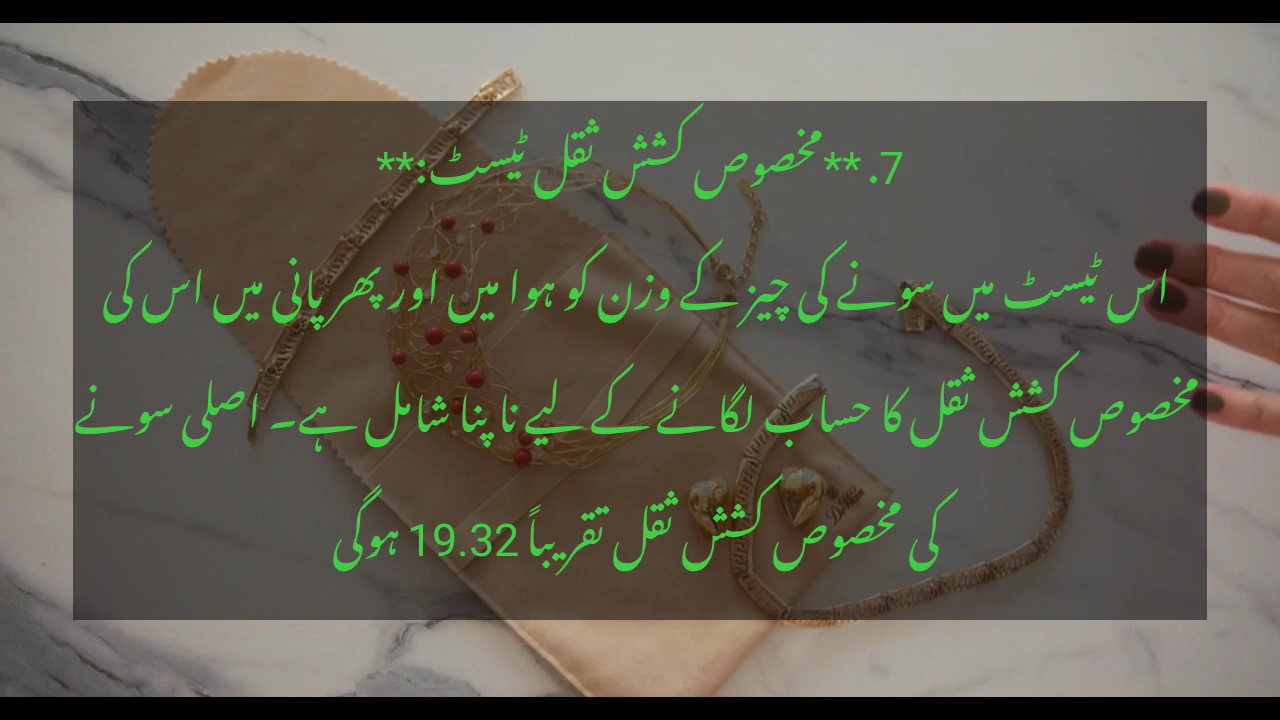 7. **مخصوص کشش ثقل ٹیسٹ:**
اس ٹیسٹ میں سونے کی چیز کے وزن کو ہوا میں اور پھر پانی میں اس کی
مخصوص کشش ثقل کا حساب لگانے کے لیے ناپنا شامل ہے۔ اصلی سونے
کی مخصوص کشش ثقل تقریباً 19.32 ہوگی